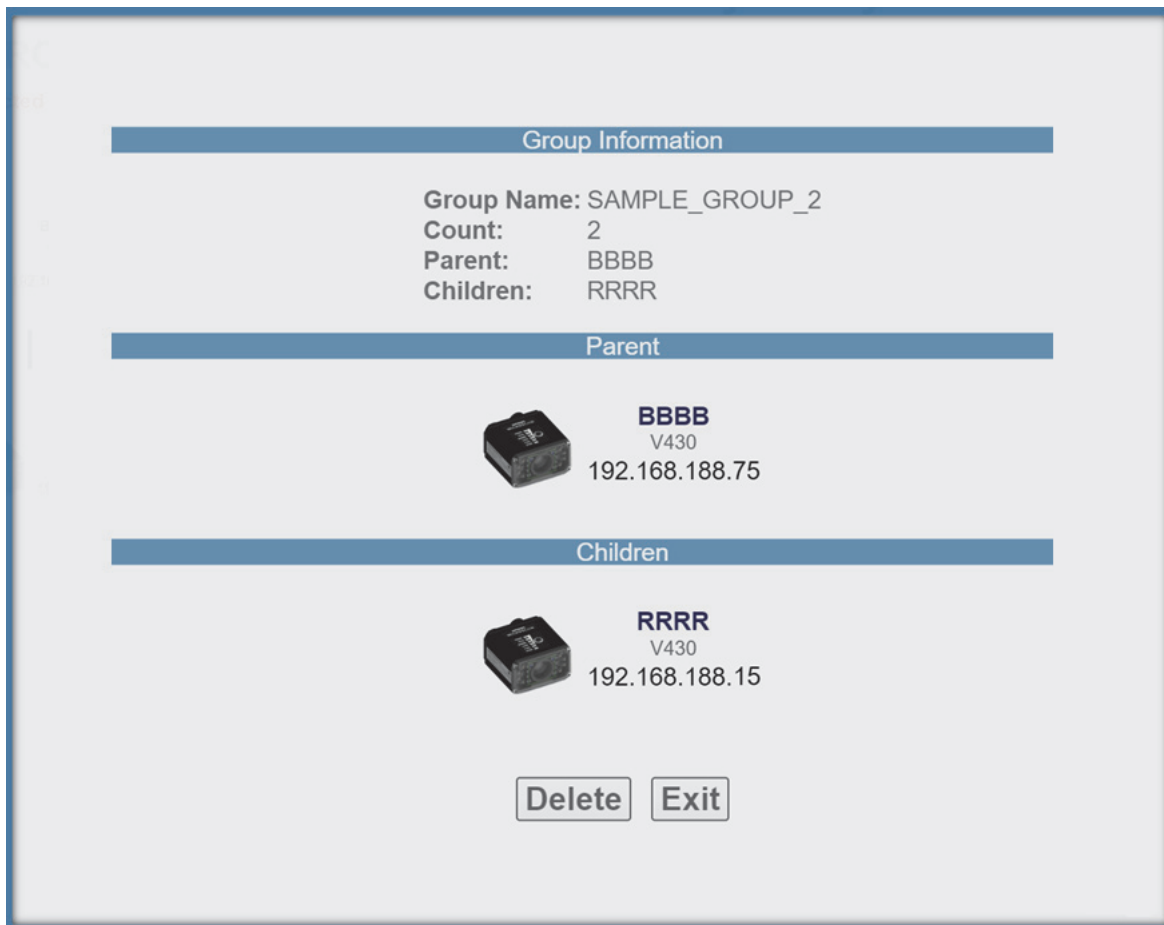 Group Information
Group Name: SAMPLE_GROUP_2
Count: 2
Parent: BBBB
Children: RRRR
Parent
BBBB
V430
192.168.188.75
Children
RRRR
V430
192.168.188.15
Delete Exit